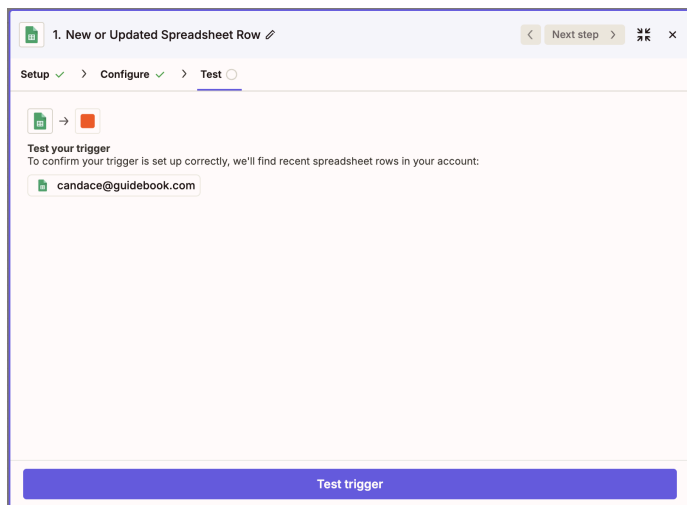 1. New or Updated Spreadsheet Row
Next step
Setup
Configure
Test
Test your trigger
To confirm your trigger is set up correctly, we'll find recent spreadsheet rows in your account:
candace@guidebook.com
Test trigger